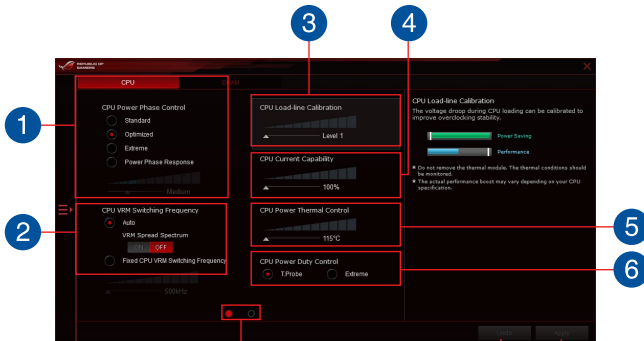 3
4
REPUBLIC OF
GAMERS
CPU
DRAM
1
CPU Power Phase Control
Standard
Optimized
Extreme
Power Phase Response
Medium
CPU Load-line Calibration
Level 1
CPU Current Capability
100%
CPU Load-line Calibration
The voltage droop during CPU loading can be calibrated to
improve overclocking stability.
Power Saving
Performance
* Do not remove the thermal module. The thermal conditions should
be monitored.
* The actual performance boost may vary depending on your CPU
specification.
2
CPU VRM Switching Frequency
Auto
VRM Spread Spectrum
ON OFF
Fixed CPU VRM Switching Frequency
500kHz
CPU Power Thermal Control
115°C
5
CPU Power Duty Control
T.Probe Extreme
6
Undo Apply